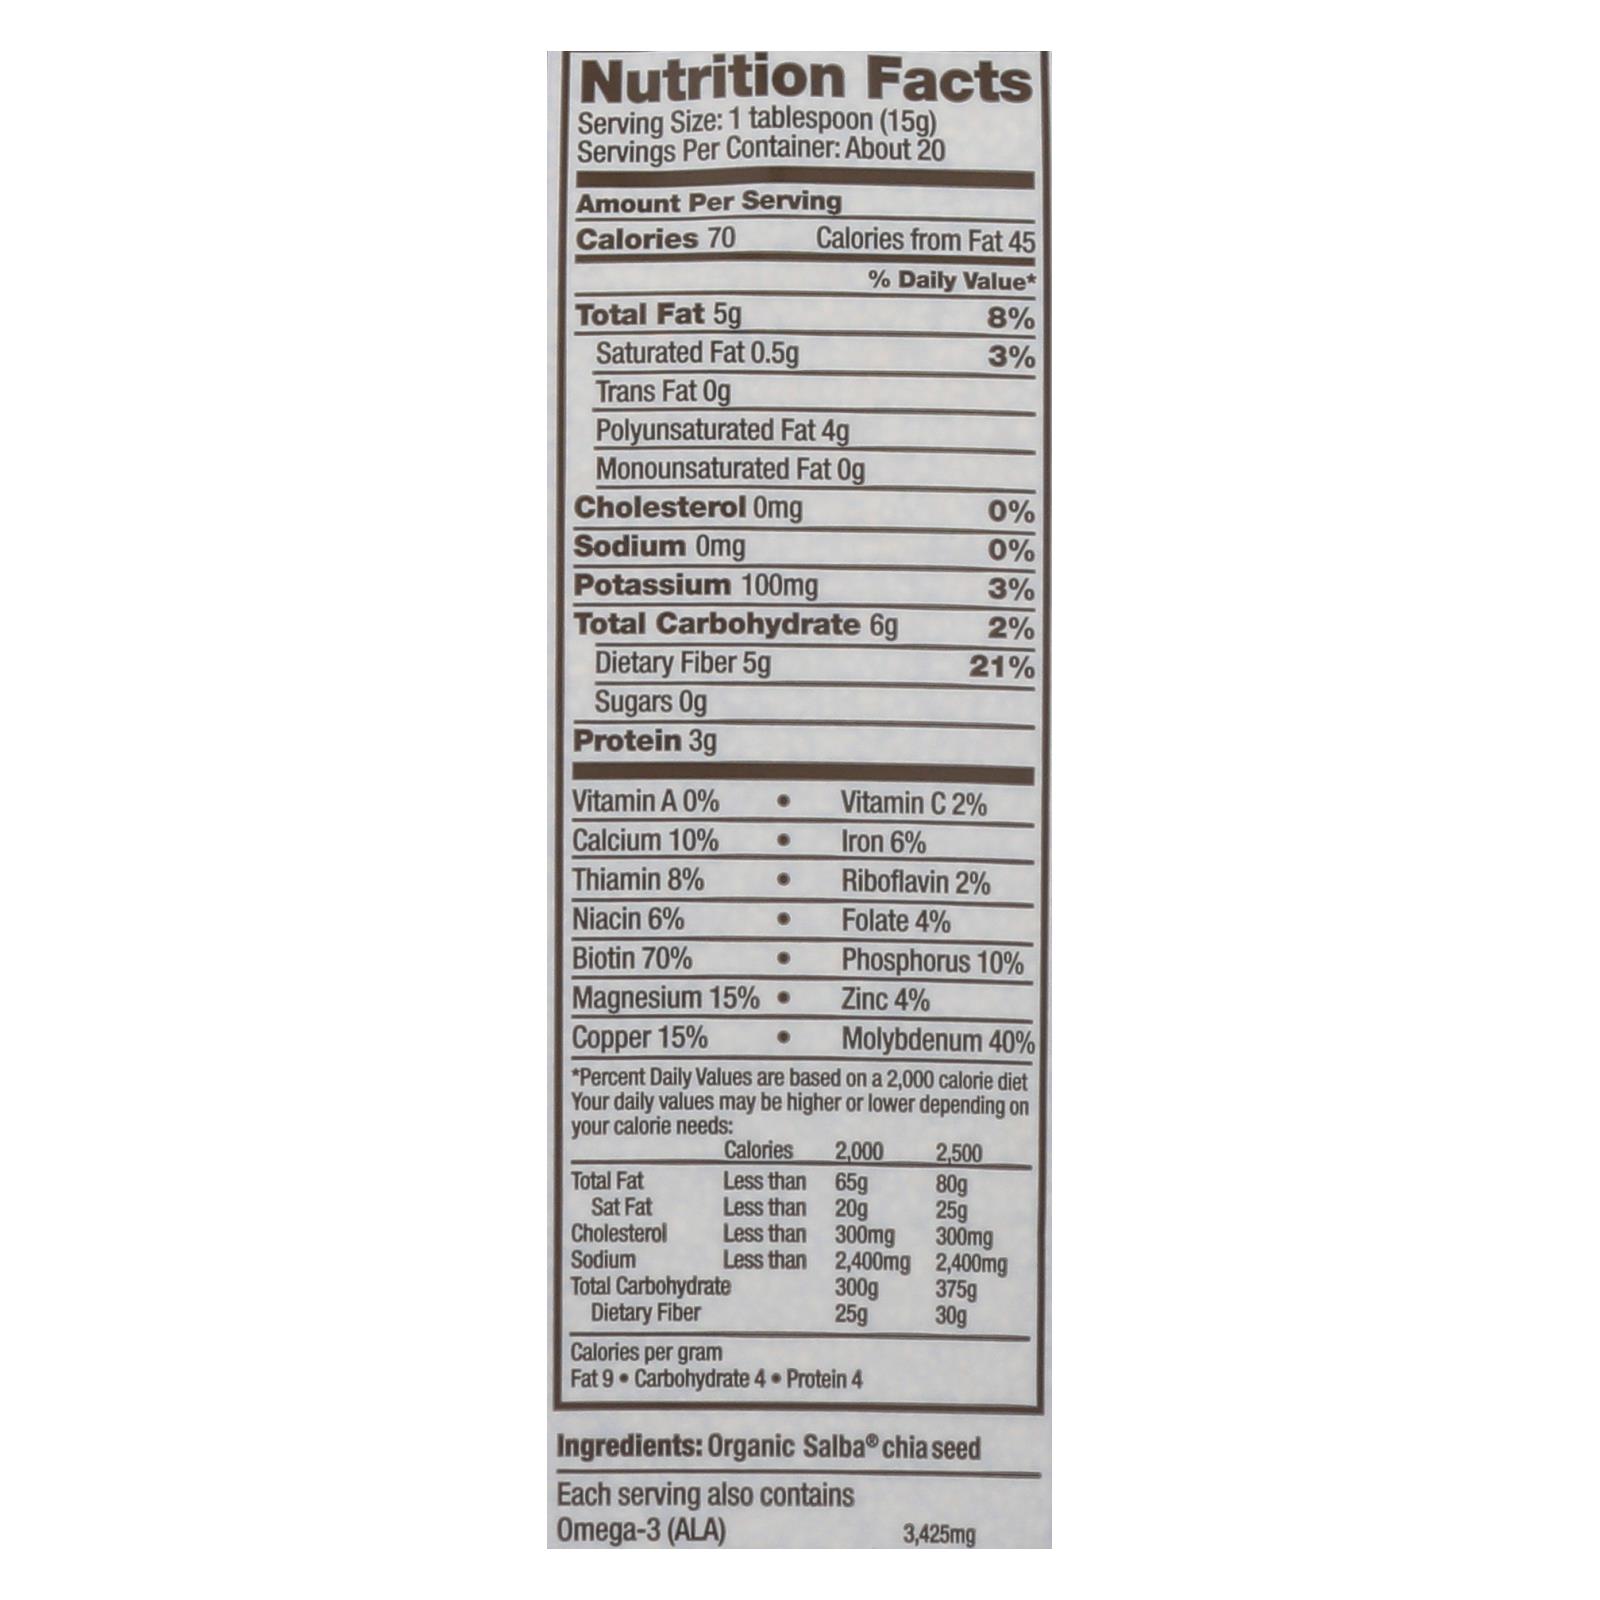 Nutrition Facts
Serving Size: 1 tablespoon (15g)
Servings Per Container: About 20
Amount Per Serving
Calories 70 Calories from Fat 45
% Daily Value*
Total Fat 5g 8%
Saturated Fat 0.5g 3%
Trans Fat 0g
Polyunsaturated Fat 4g
Monounsaturated Fat 0g
Cholesterol 0mg 0%
Sodium 0mg 0%
Potassium 100mg 3%
Total Carbohydrate 6g 2%
Dietary Fiber 5g 21%
Sugars 0g
Protein 3g
Vitamin A 0% • Vitamin C 2%
Calcium 10% • Iron 6%
Thiamin 8% • Riboflavin 2%
Niacin 6% • Folate 4%
Biotin 70% • Phosphorus 10%
Magnesium 15% • Zinc 4%
Copper 15% • Molybdenum 40%
*Percent Daily Values are based on a 2,000 calorie diet
Your daily values may be higher or lower depending on
your calorie needs:
Calories 2,000 2,500
Total Fat Less than 65g 80g
Sat Fat Less than 20g 25g
Cholesterol Less than 300mg 300mg
Sodium Less than 2,400mg 2,400mg
Total Carbohydrate 300g 375g
Dietary Fiber 25g 30g
Calories per gram
Fat 9 • Carbohydrate 4 • Protein 4
Ingredients: Organic Salba® chia seed
Each serving also contains
Omega-3 (ALA) 3,425mg